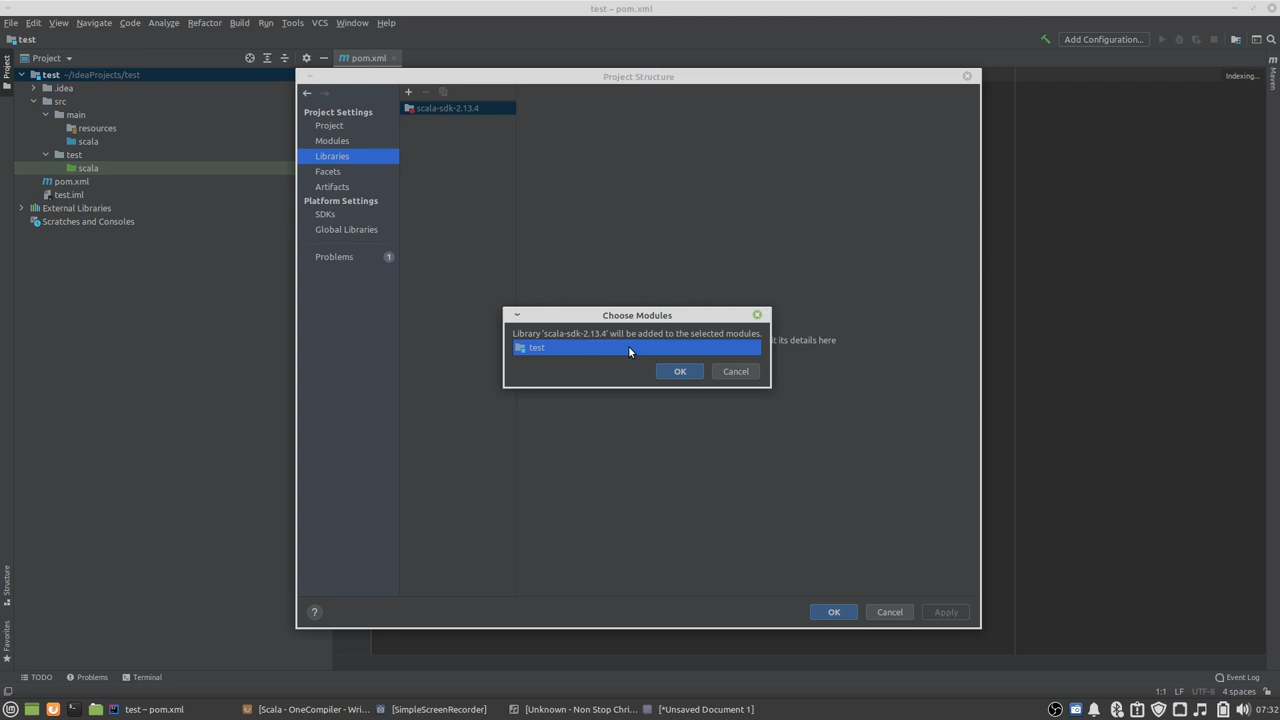 test – pom.xml
File Edit View Navigate Code Analyze Refactor Build Run Tools VCS Window Help
test
Add Configuration...
Project
pom.xml
Project
Maven
test ~/IdeaProjects/test
.idea
src
main
resources
scala
test
scala
pom.xml
test.iml
External Libraries
Scratches and Consoles
Indexing...
Project Structure
Project Settings
Project
Modules
Libraries
Facets
Artifacts
Platform Settings
SDKs
Global Libraries
Problems 1
scala-sdk-2.13.4
it its details here
Choose Modules
Library 'scala-sdk-2.13.4' will be added to the selected modules.
test
OK Cancel
?
OK Cancel Apply
Structure
Favorites
TODO Problems Terminal
Event Log
1:1 LF UTF-8 4 spaces
test – pom.xml
[Scala - OneCompiler - Wri...
[SimpleScreenRecorder]
[Unknown - Non Stop Chri...
[*Unsaved Document 1]
07:32